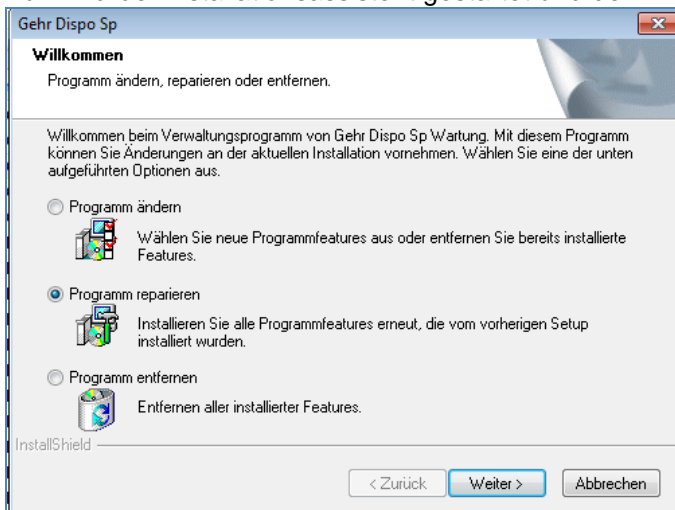 Gehr Dispo Sp
Willkommen
Programm ändern, reparieren oder entfernen.
Willkommen beim Verwaltungsprogramm von Gehr Dispo Sp Wartung. Mit diesem Programm
können Sie Änderungen an der aktuellen Installation vornehmen. Wählen Sie eine der unten
aufgeführten Optionen aus.
Programm ändern
Wählen Sie neue Programmfeatures aus oder entfernen Sie bereits installierte
Features.
Programm reparieren
Installieren Sie alle Programmfeatures erneut, die vom vorherigen Setup
installiert wurden.
Programm entfernen
Entfernen aller installierter Features.
InstallShield
< Zurück Weiter > Abbrechen